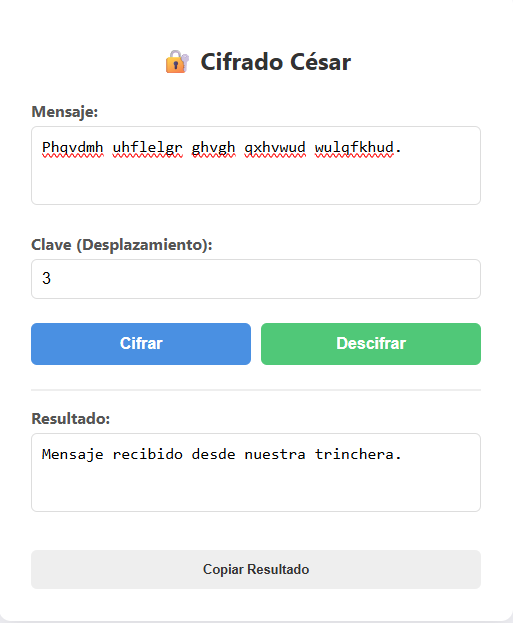 🔐 Cifrado César
Mensaje:
Phqvdmh uhflelgr ghvgh qxhvwud wulqfkhud.
Clave (Desplazamiento):
3
Cifrar Descifrar
Resultado:
Mensaje recibido desde nuestra trinchera.
Copiar Resultado